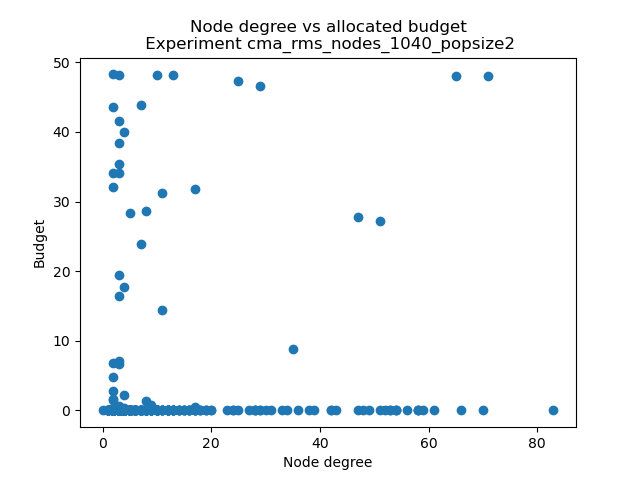 Node degree vs allocated budget
Experiment cma_rms_nodes_1040_popsize2
50
40
30
20
10
0
Budget
0 20 40 60 80
Node degree